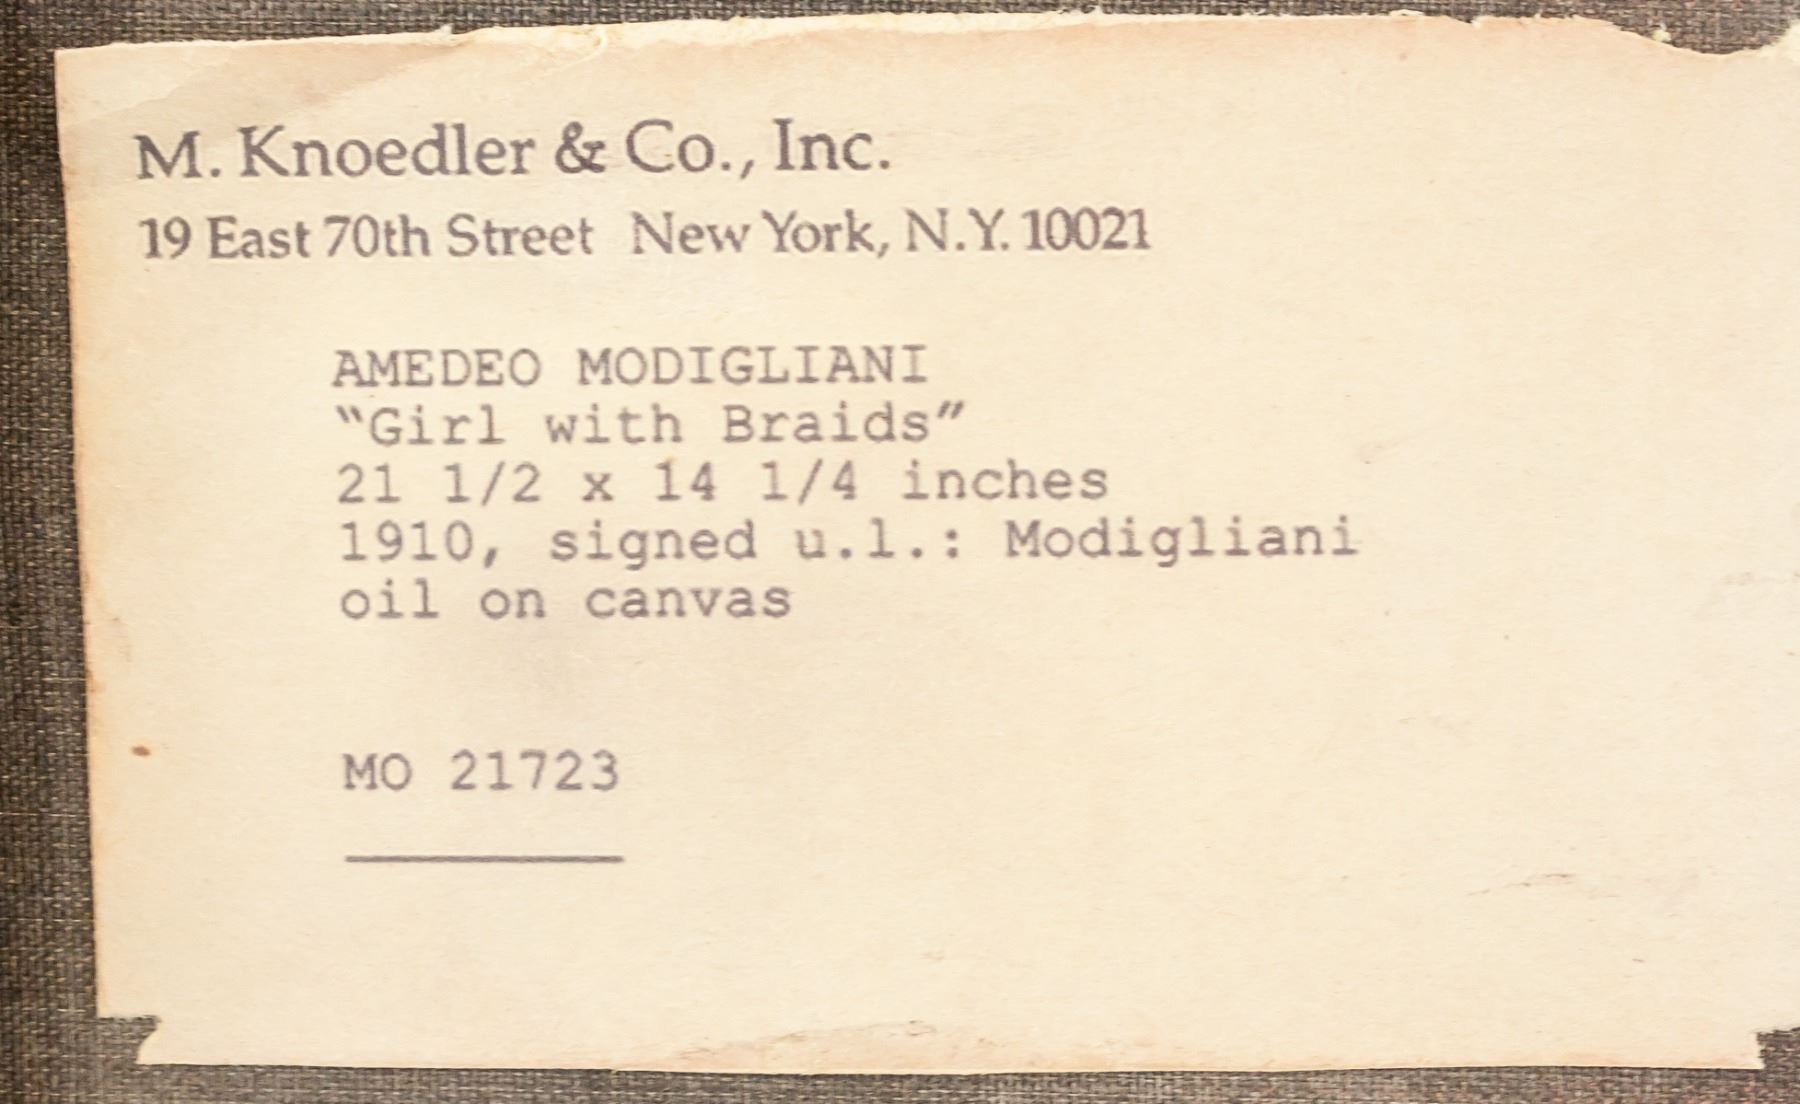 M. Knoedler & Co., Inc.
19 East 70th Street New York, N.Y. 10021
AMEDEO MODIGLIANI
“Girl with Braids”
21 1/2 x 14 1/4 inches
1910, signed u.l.: Modigliani
oil on canvas
MO 21723